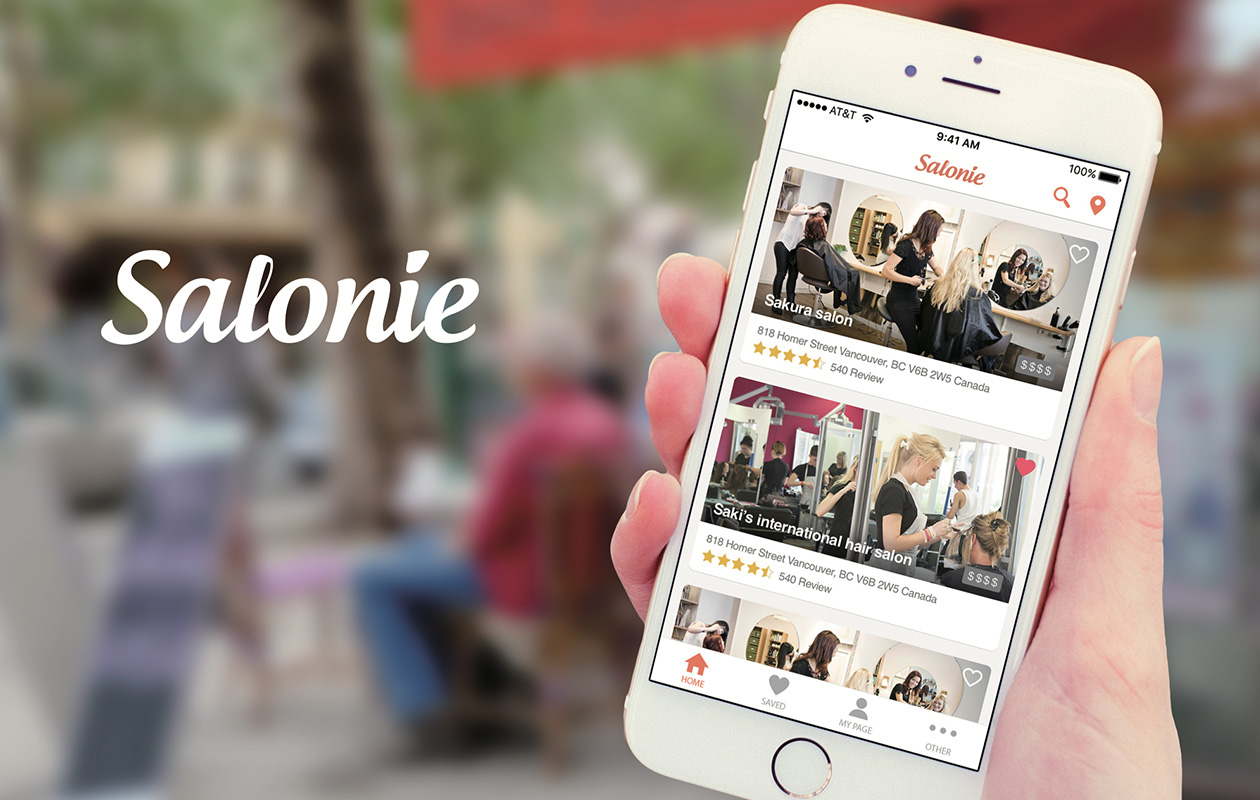 Salonie
AT&T
9:41 AM
100%
Salonie
Sakura salon
$$$$
818 Homer Street Vancouver, BC V6B 2W5 Canada
540 Review
Saki's international hair salon
$$$$
818 Homer Street Vancouver, BC V6B 2W5 Canada
540 Review
HOME
SAVED
MY PAGE
OTHER